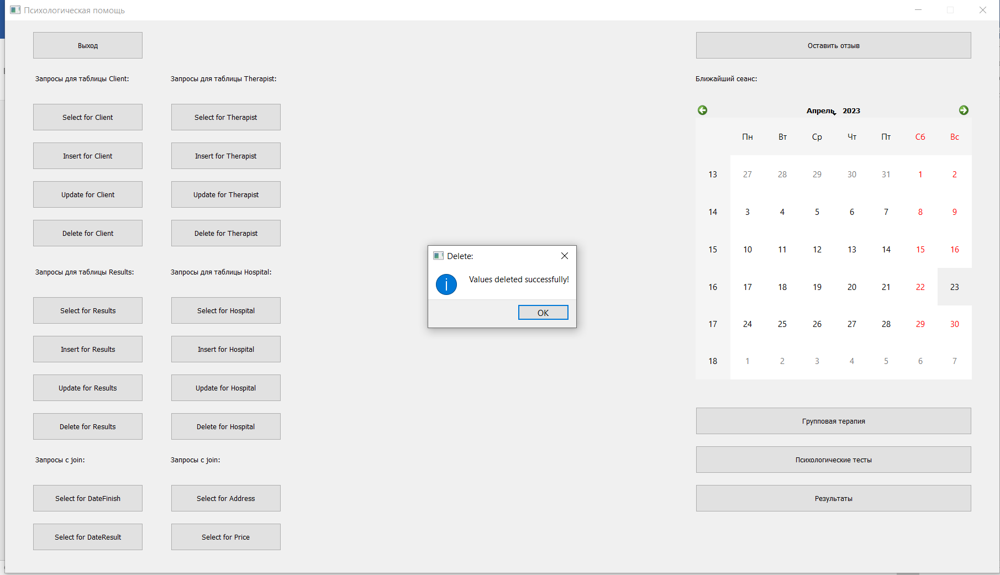 Психологическая помощь
Выход
Оставить отзыв
Запросы для таблицы Client:
Запросы для таблицы Therapist:
Ближайший сеанс:
Select for Client
Select for Therapist
Insert for Client
Insert for Therapist
Update for Client
Update for Therapist
Delete for Client
Delete for Therapist
Запросы для таблицы Results:
Запросы для таблицы Hospital:
Select for Results
Select for Hospital
Insert for Results
Insert for Hospital
Update for Results
Update for Hospital
Delete for Results
Delete for Hospital
Запросы с join:
Запросы с join:
Select for DateFinish
Select for Address
Select for DateResult
Select for Price
Delete:
Values deleted successfully!
OK
Апрель 2023
Пн Вт Ср Чт Пт Сб Вс
13 27 28 29 30 31 1 2
14 3 4 5 6 7 8 9
15 10 11 12 13 14 15 16
16 17 18 19 20 21 22 23
17 24 25 26 27 28 29 30
18 1 2 3 4 5 6 7
Групповая терапия
Психологические тесты
Результаты